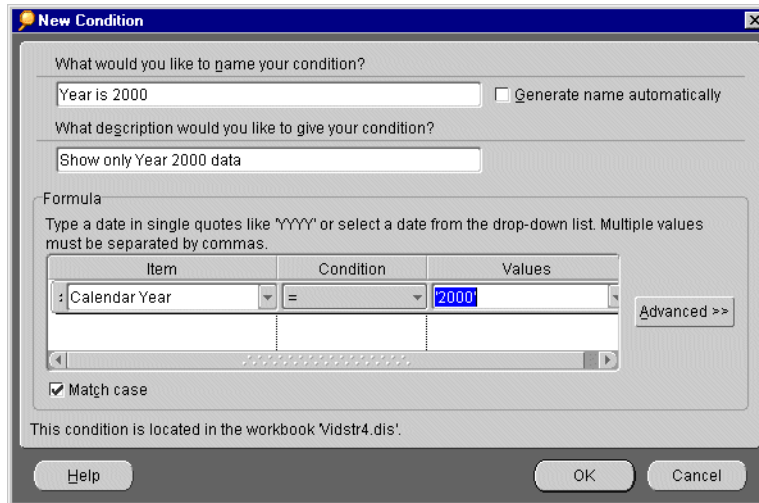 New Condition
What would you like to name your condition?
Year is 2000
Generate name automatically
What description would you like to give your condition?
Show only Year 2000 data
Formula
Type a date in single quotes like 'YYYY' or select a date from the drop-down list. Multiple values
must be separated by commas.
Item Condition Values
: Calendar Year = '2000'
Advanced >>
Match case
This condition is located in the workbook 'Vidstr4.dis'.
Help OK Cancel